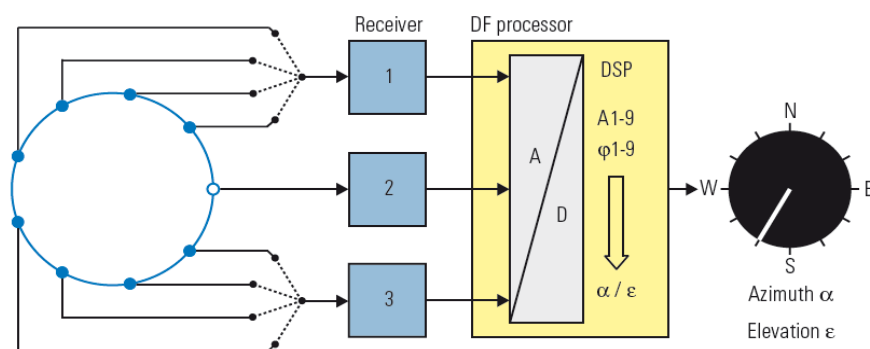 Receiver
DF processor
1
2
3
A
D
DSP
A1-9
φ1-9
α / ε
N
W
E
S
Azimuth α
Elevation ε